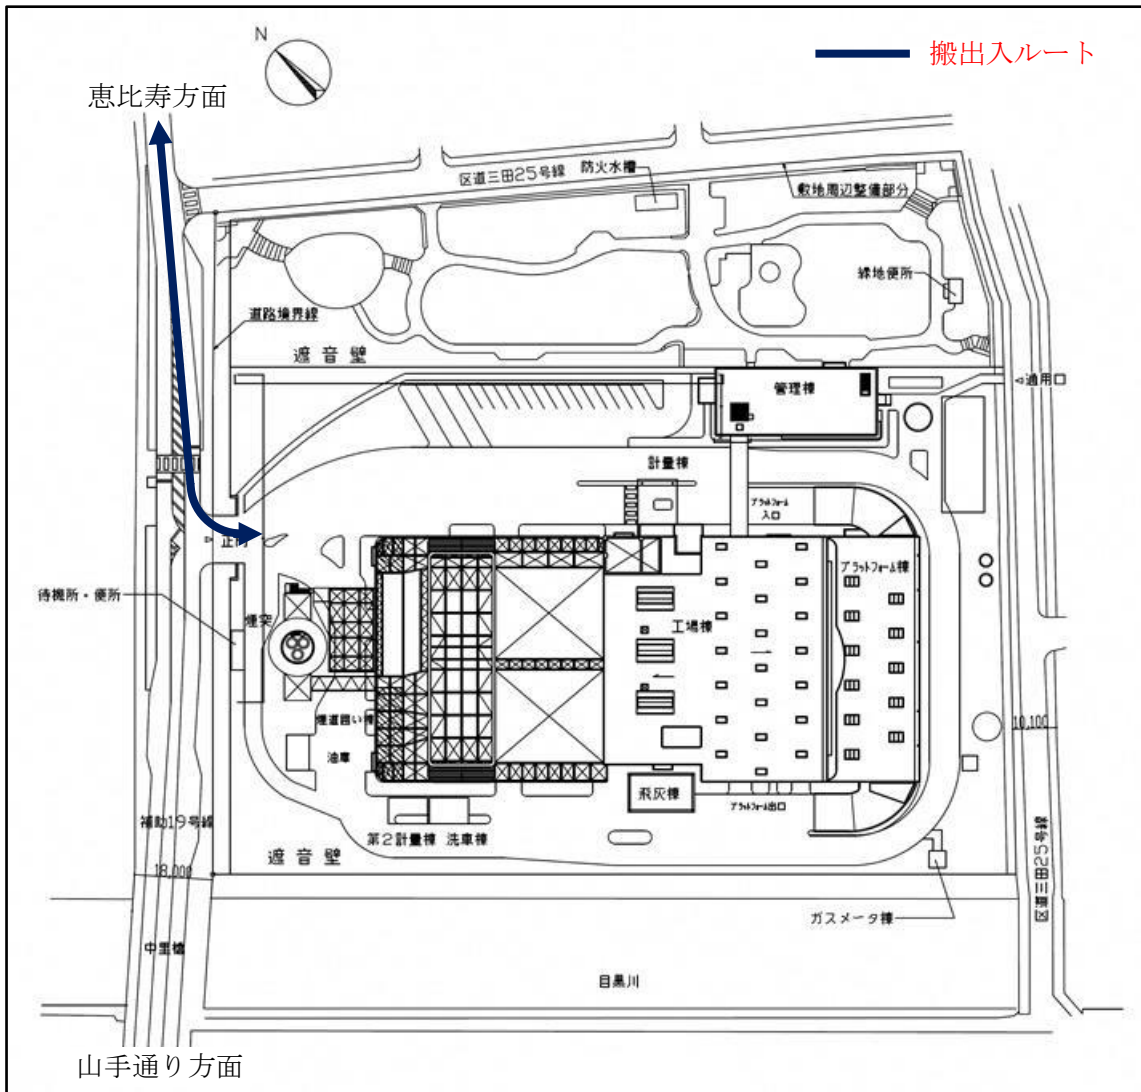 N
搬出入ルート
恵比寿方面
区道三田25号線
防火水槽
敷地周辺整備部分
緑地便所
道路境界線
遮音壁
管理棟
◁通用口
計量棟
プラットフォーム
入口
▷ 正門
プラットフォーム棟
待機所・便所
煙突
工場棟
煙道囲い棟
油庫
10,100
飛灰棟
プラットフォーム出口
補助19号線
第2計量棟
洗車棟
遮音壁
18,000
区道三田25号線
ガスメータ棟
中里橋
目黒川
山手通り方面